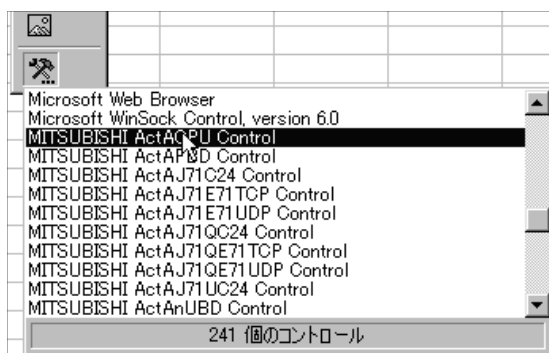 Microsoft Web Browser
Microsoft WinSock Control, version 6.0
MITSUBISHI ActACPU Control
MITSUBISHI ActAFBD Control
MITSUBISHI ActAJ71C24 Control
MITSUBISHI ActAJ71E71TCP Control
MITSUBISHI ActAJ71E71UDP Control
MITSUBISHI ActAJ71QC24 Control
MITSUBISHI ActAJ71QE71TCP Control
MITSUBISHI ActAJ71QE71UDP Control
MITSUBISHI ActAJ71UC24 Control
MITSUBISHI ActAnUBD Control
241 個のコントロール